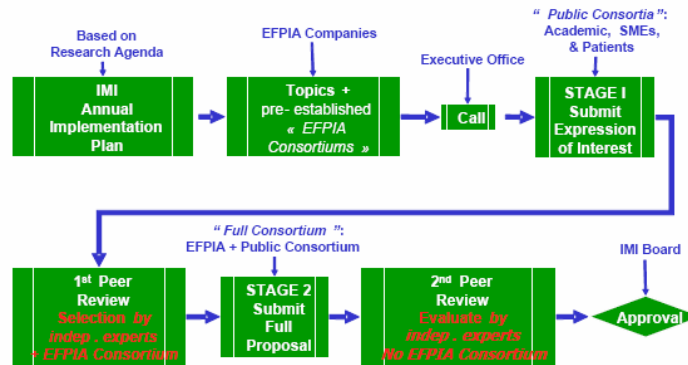 Based on
Research Agenda
EFPIA Companies
Executive Office
“ Public Consortia”:
Academic, SMEs,
& Patients
IMI
Annual
Implementation
Plan
Topics +
pre- established
« EFPIA
Consortiums »
Call
STAGE I
Submit
Expression
of Interest
“ Full Consortium ”:
EFPIA + Public Consortium
IMI Board
1st Peer
Review
Selection by
indep . experts
+ EFPIA Consortium
STAGE 2
Submit
Full
Proposal
2nd Peer
Review
Evaluate by
indep . experts
No EFPIA Consortium
Approval